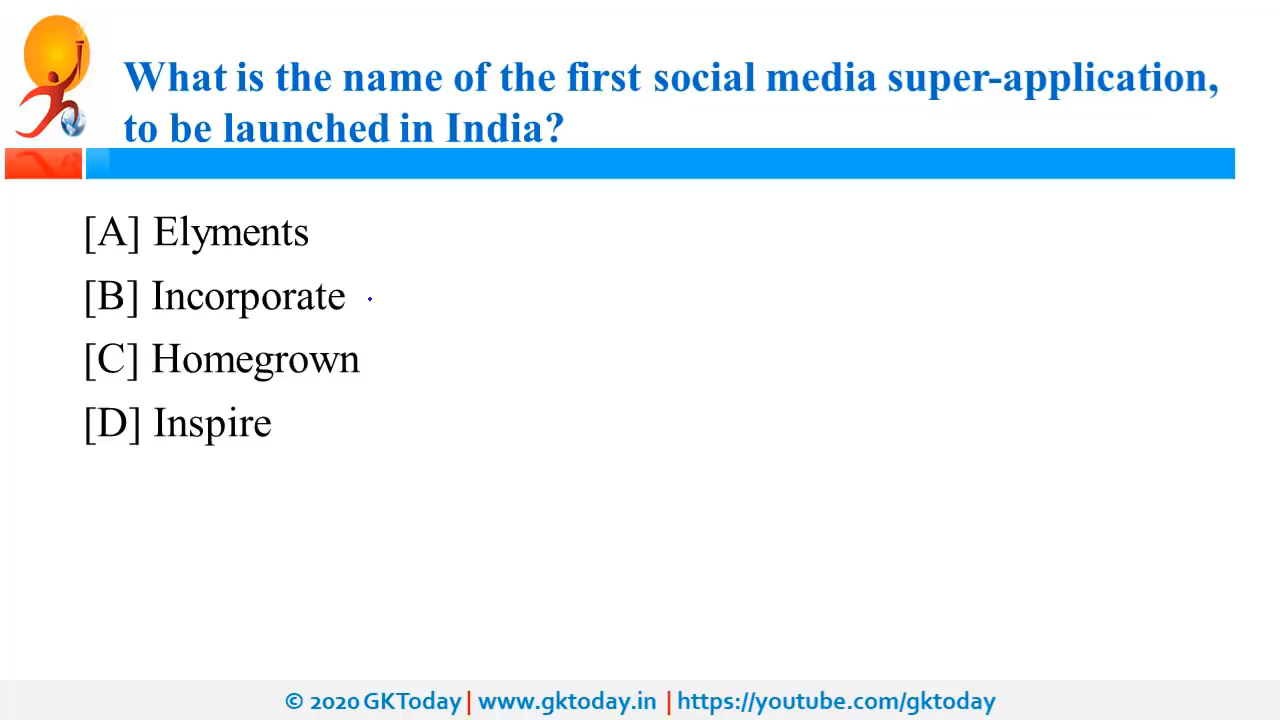 What is the name of the first social media super-application,
to be launched in India?
[A] Elyments
[B] Incorporate
[C] Homegrown
[D] Inspire
© 2020 GKToday | www.gktoday.in | https://youtube.com/gktoday